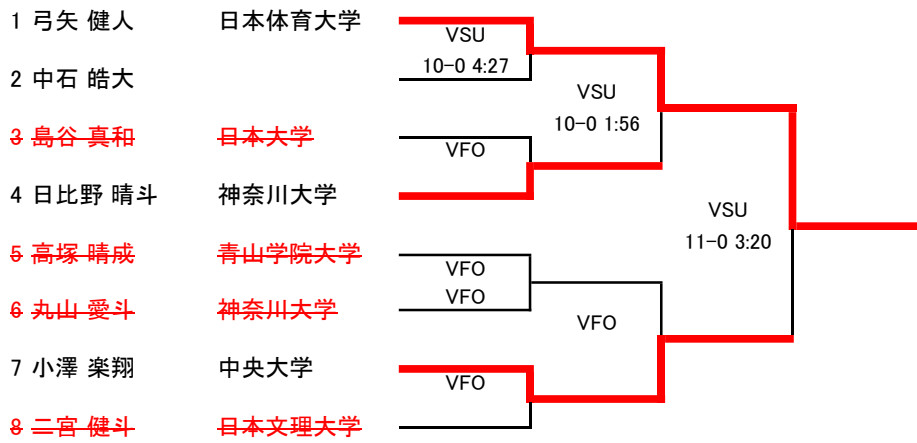 1 弓矢 健人 日本体育大学
VSU
10-0 4:27
2 中石 皓大
VSU
10-0 1:56
3 島谷 真和 日本大学
VFO
4 日比野 晴斗 神奈川大学
VSU
11-0 3:20
5 高塚 晴成 青山学院大学
VFO
VFO
6 丸山 愛斗 神奈川大学
VFO
7 小澤 楽翔 中央大学
VFO
8 二宮 健斗 日本文理大学